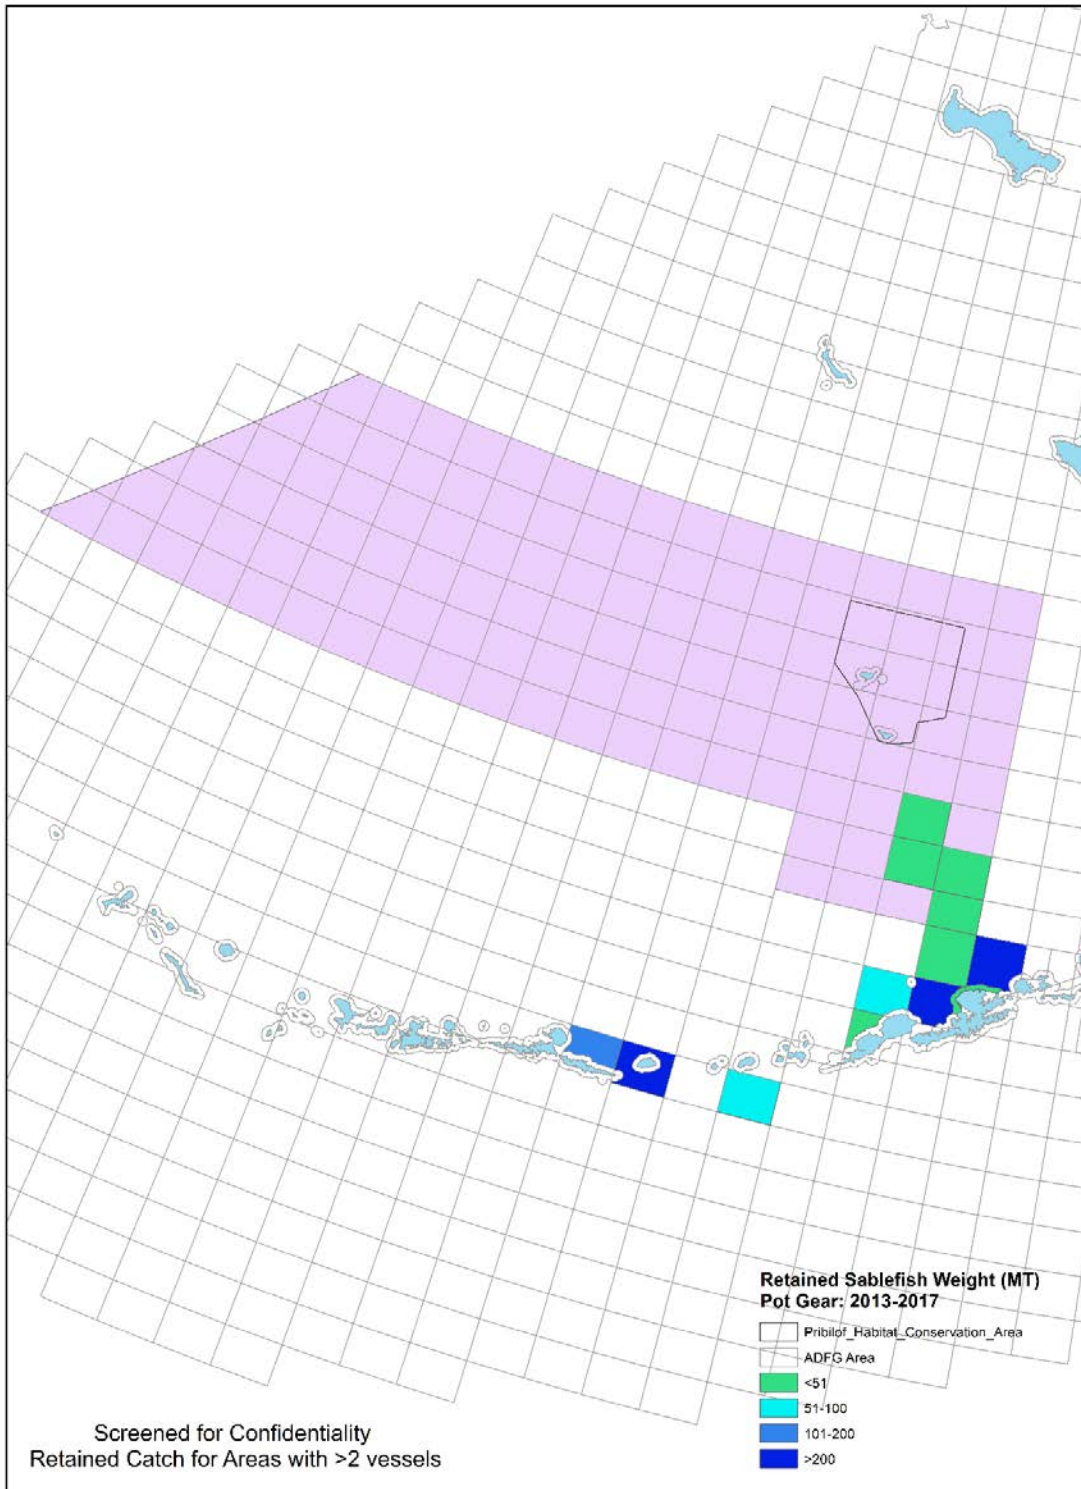 Retained Sablefish Weight (MT)
Pot Gear: 2013-2017
Pribilof_Habitat_Conservation_Area
ADFG Area
<51
51-100
101-200
>200
Screened for Confidentiality
Retained Catch for Areas with >2 vessels